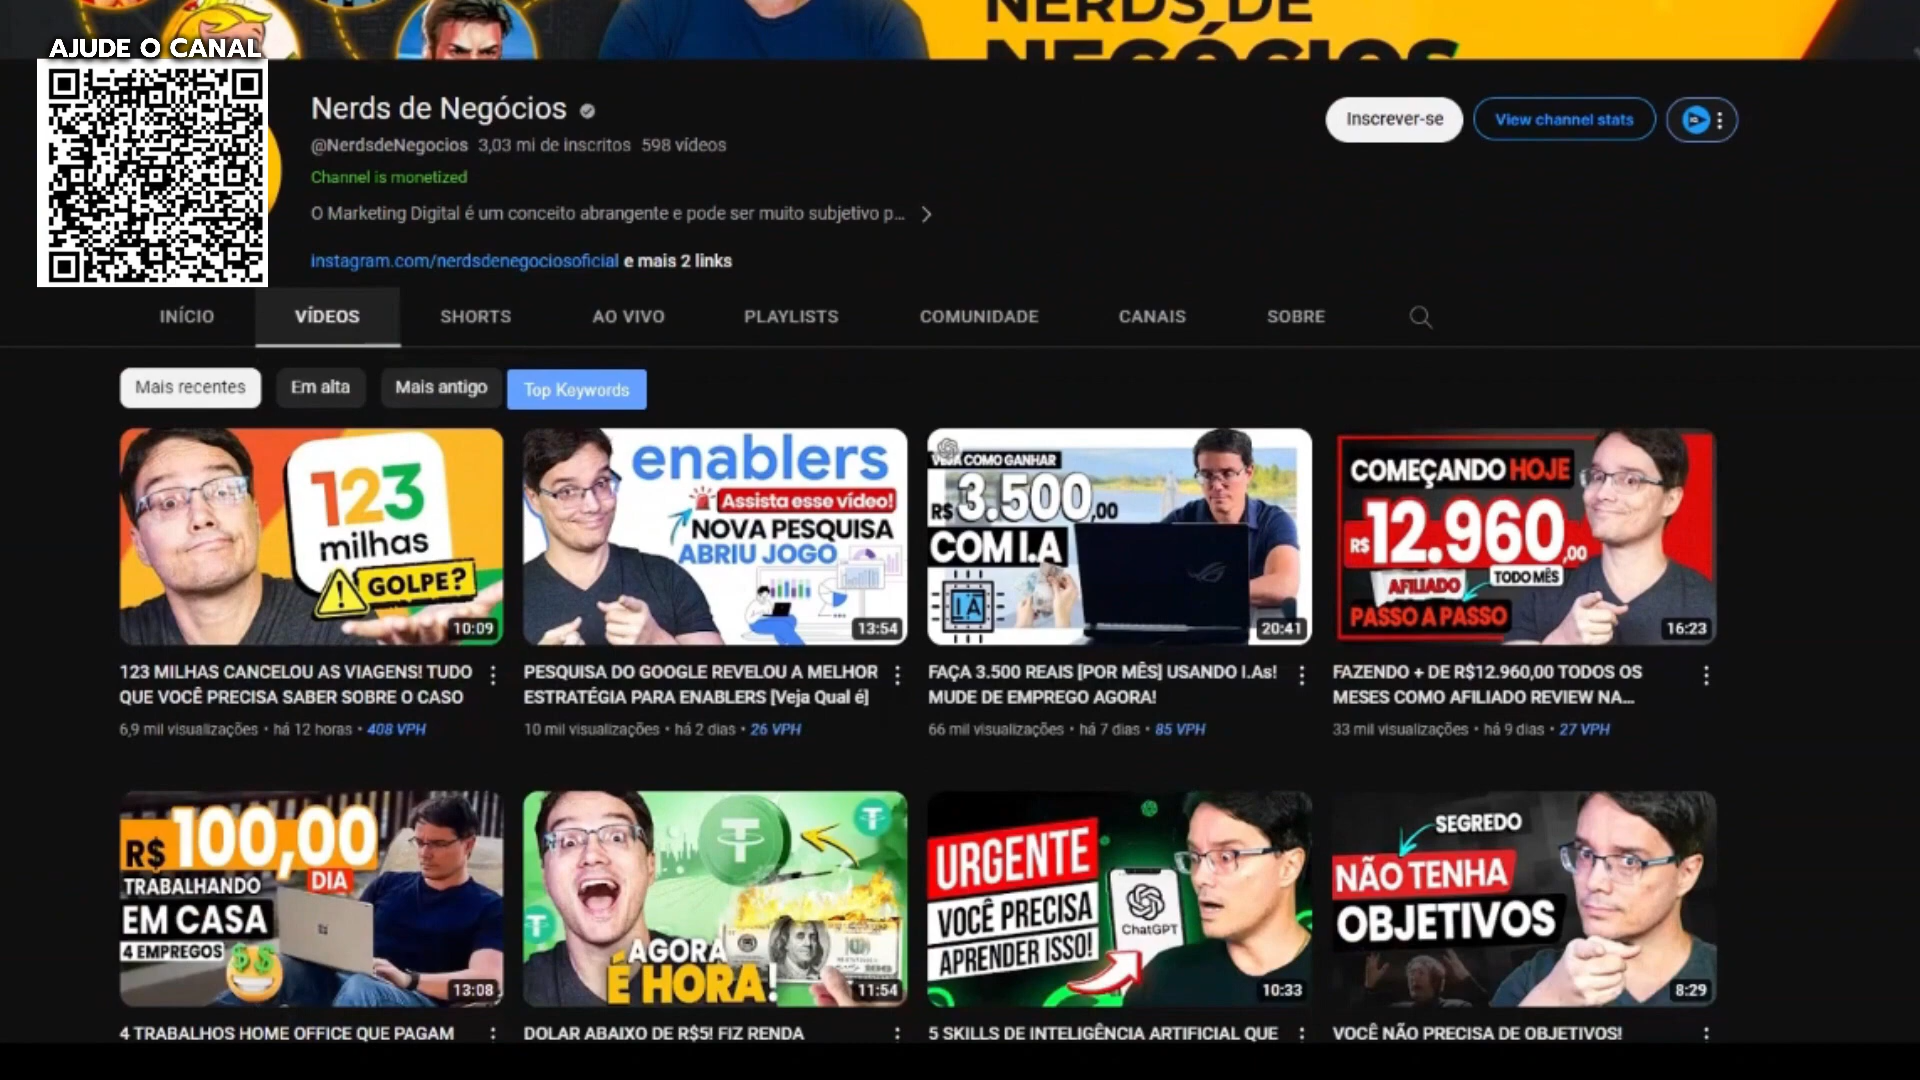 NERDS DE
NEGÓCIOS
AJUDE O CANAL
Nerds de Negócios
@NerdsdeNegocios 3,03 mi de inscritos 598 vídeos
Channel is monetized
O Marketing Digital é um conceito abrangente e pode ser muito subjetivo p...
instagram.com/nerdsdenegociosoficial e mais 2 links
Inscrever-se
View channel stats
INÍCIO VÍDEOS SHORTS AO VIVO PLAYLISTS COMUNIDADE CANAIS SOBRE
Mais recentes Em alta Mais antigo Top Keywords
123
milhas
GOLPE?
10:09
123 MILHAS CANCELOU AS VIAGENS! TUDO
QUE VOCÊ PRECISA SABER SOBRE O CASO
6,9 mil visualizações • há 12 horas • 408 VPH
enablers
Assista esse vídeo!
NOVA PESQUISA
ABRIU JOGO
13:54
PESQUISA DO GOOGLE REVELOU A MELHOR
ESTRATÉGIA PARA ENABLERS [Veja Qual é]
10 mil visualizações • há 2 dias • 26 VPH
VEJA COMO GANHAR
R$ 3.500,00
COM I.A
IA
20:41
FAÇA 3.500 REAIS [POR MÊS] USANDO I.As!
MUDE DE EMPREGO AGORA!
66 mil visualizações • há 7 dias • 85 VPH
COMEÇANDO HOJE
R$ 12.960,00
AFILIADO TODO MÊS
PASSO A PASSO
16:23
FAZENDO + DE R$12.960,00 TODOS OS
MESES COMO AFILIADO REVIEW NA...
33 mil visualizações • há 9 dias • 27 VPH
R$ 100,00
DIA
TRABALHANDO
EM CASA
4 EMPREGOS
13:08
4 TRABALHOS HOME OFFICE QUE PAGAM
AGORA
É HORA!
11:54
DOLAR ABAIXO DE R$5! FIZ RENDA
URGENTE
VOCÊ PRECISA
APRENDER ISSO!
ChatGPT
10:33
5 SKILLS DE INTELIGÊNCIA ARTIFICIAL QUE
SEGREDO
NÃO TENHA
OBJETIVOS
8:29
VOCÊ NÃO PRECISA DE OBJETIVOS!